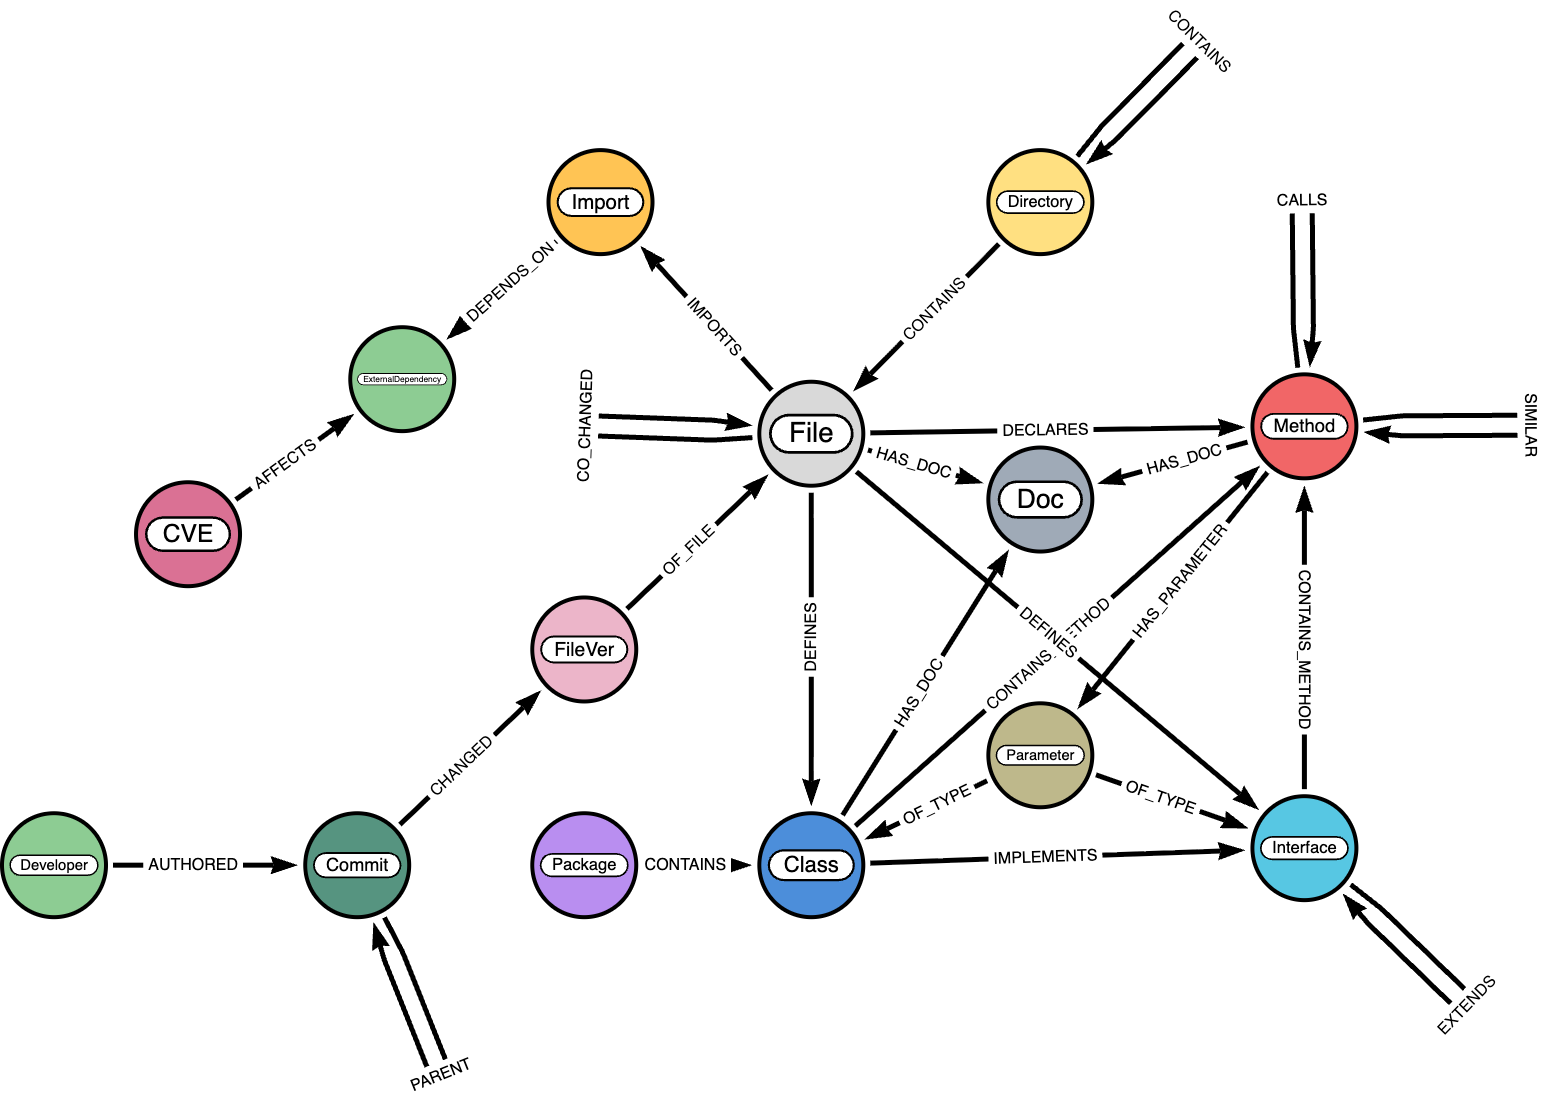 CONTAINS
Import
Directory
CALLS
DEPENDS_ON
IMPORTS
CONTAINS
ExternalDependency
CO_CHANGED
File
DECLARES
Method
SIMILAR
HAS_DOC
HAS_DOC
AFFECTS
Doc
CVE
OF_FILE
HAS_PARAMETER
DEFINES
DEFINES
CONTAINS_
THOD
CONTAINS_METHOD
FileVer
HAS_DOC
CHANGED
Parameter
OF_TYPE
OF_TYPE
Developer
AUTHORED
Commit
Package
CONTAINS
Class
IMPLEMENTS
Interface
EXTENDS
PARENT